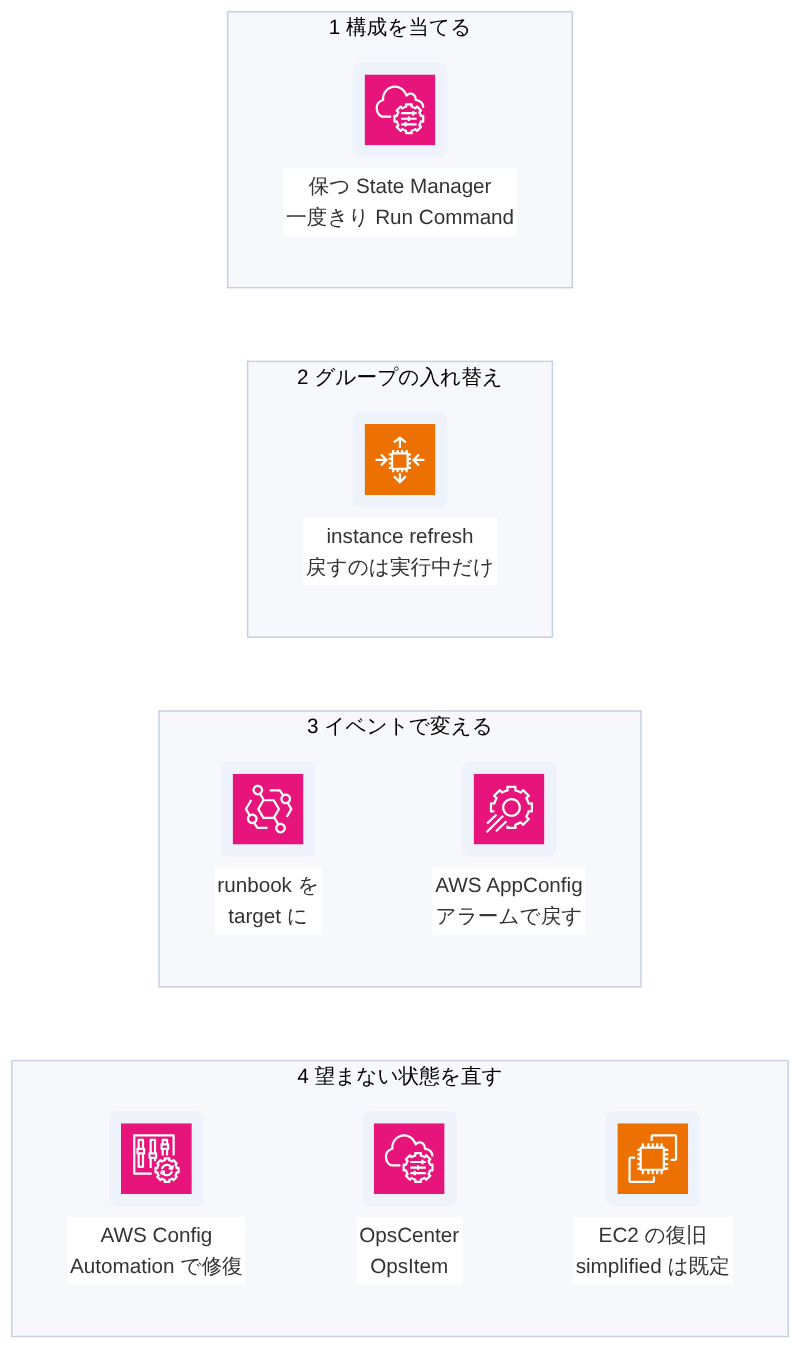 1 構成を当てる
保つ State Manager
一度きり Run Command
2 グループの入れ替え
instance refresh
戻すのは実行中だけ
3 イベントで変える
runbook を
target に
AWS AppConfig
アラームで戻す
4 望まない状態を直す
AWS Config
Automation で修復
OpsCenter
OpsItem
EC2 の復旧
simplified は既定